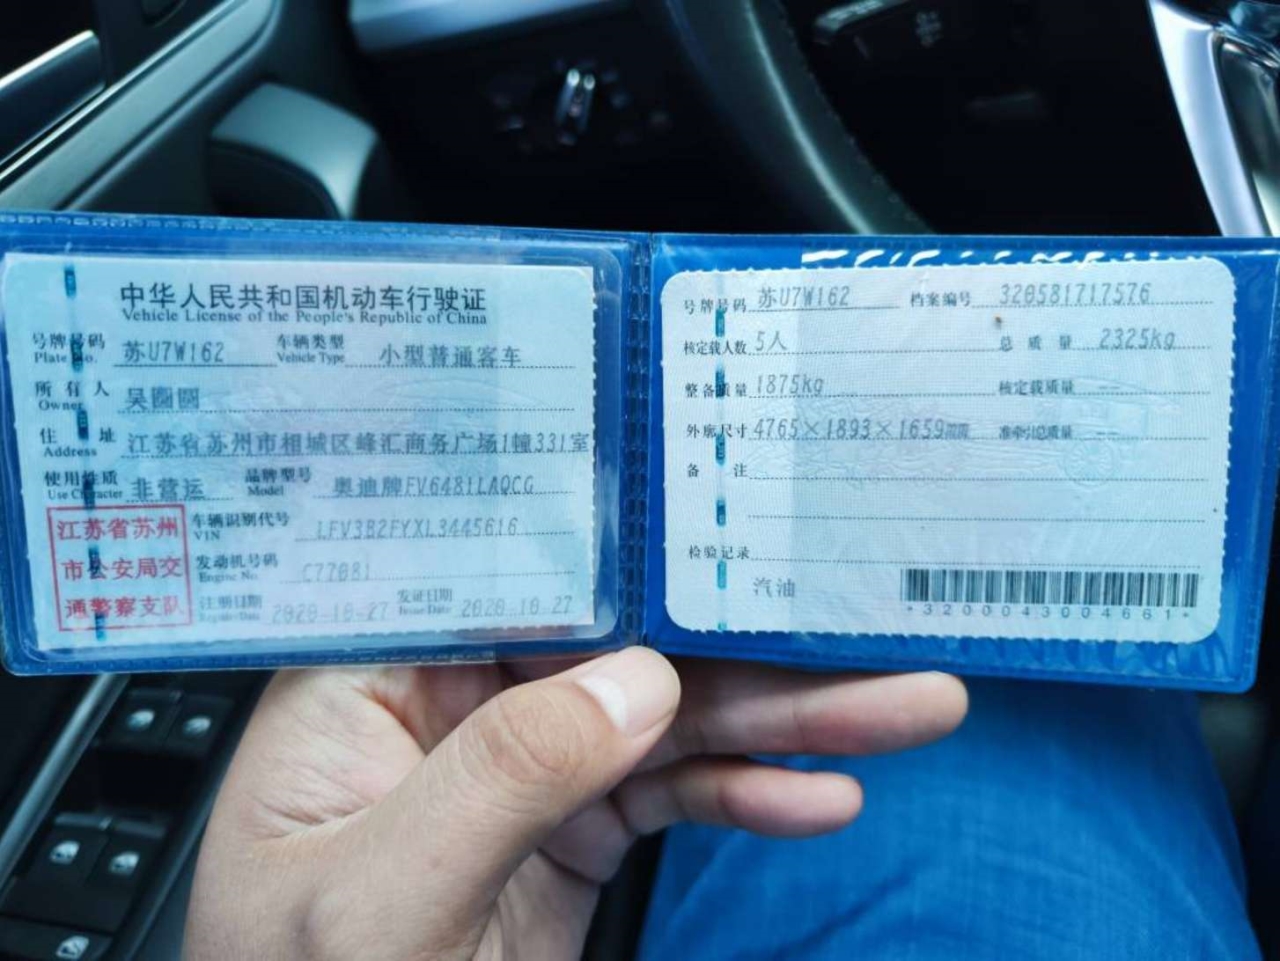 中华人民共和国机动车行驶证
Vehicle License of the People's Republic of China
号牌号码 苏U7W162 车辆类型 小型普通客车
Plate No. Vehicle Type
所有人 吴圆圆
Owner
住址 江苏省苏州市相城区峰汇商务广场1幢331室
Address
使用性质 非营运 品牌型号 奥迪牌FV6481LAQCG
Use Character Model
江苏省苏州
市公安局交
通警察支队
车辆识别代号 LFV3B2FYXL3445616
VIN
发动机号码 C77081
Engine No.
注册日期 2020-10-27 发证日期 2020-10-27
Register Date Issue Date
号牌号码 苏U7W162 档案编号 320581717576
核定载人数 5人 总质量 2325kg
整备质量 1875kg 核定载质量
外廓尺寸 4765×1893×1659mm 准牵引总质量
备注
检验记录
汽油
*3200043004661*